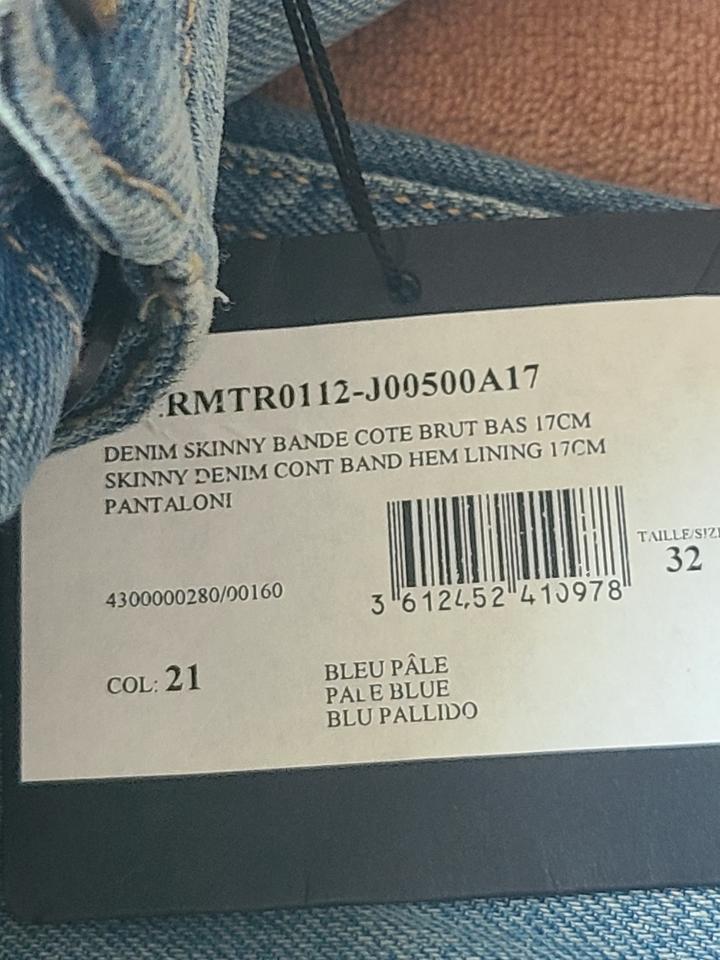 RMTR0112-J00500A17
DENIM SKINNY BANDE COTE BRUT BAS 17CM
SKINNY DENIM CONT BAND HEM LINING 17CM
PANTALONI
TAILLE/SIZE
32
4300000280/00160
3 612452 410978
COL: 21
BLEU PÂLE
PALE BLUE
BLU PALLIDO